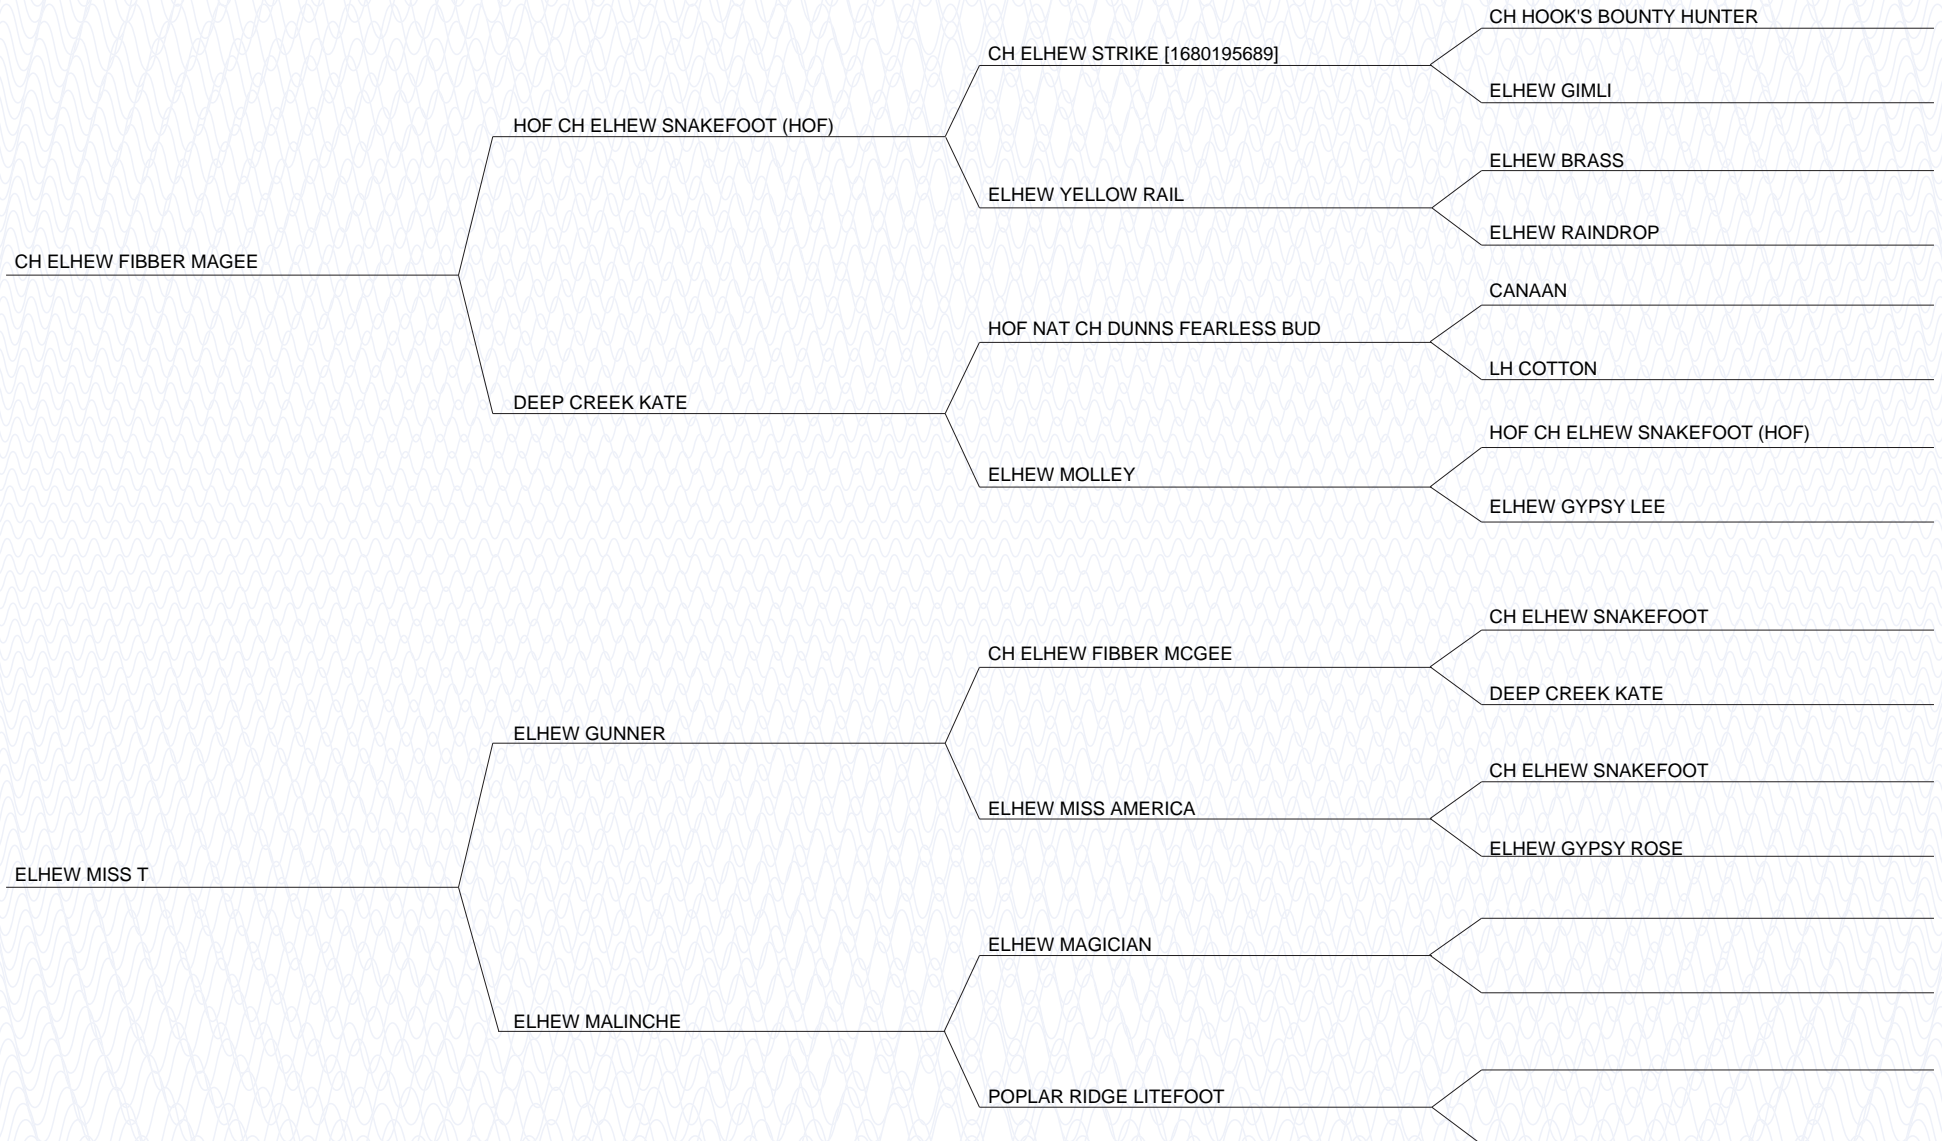 CH HOOK'S BOUNTY HUNTER
CH ELHEW STRIKE [1680195689]
ELHEW GIMLI
HOF CH ELHEW SNAKEFOOT (HOF)
ELHEW BRASS
ELHEW YELLOW RAIL
ELHEW RAINDROP
CH ELHEW FIBBER MAGEE
CANAAN
HOF NAT CH DUNNS FEARLESS BUD
LH COTTON
DEEP CREEK KATE
HOF CH ELHEW SNAKEFOOT (HOF)
ELHEW MOLLEY
ELHEW GYPSY LEE
CH ELHEW SNAKEFOOT
CH ELHEW FIBBER MCGEE
DEEP CREEK KATE
ELHEW GUNNER
CH ELHEW SNAKEFOOT
ELHEW MISS AMERICA
ELHEW GYPSY ROSE
ELHEW MISS T
ELHEW MAGICIAN
ELHEW MALINCHE
POPLAR RIDGE LITEFOOT